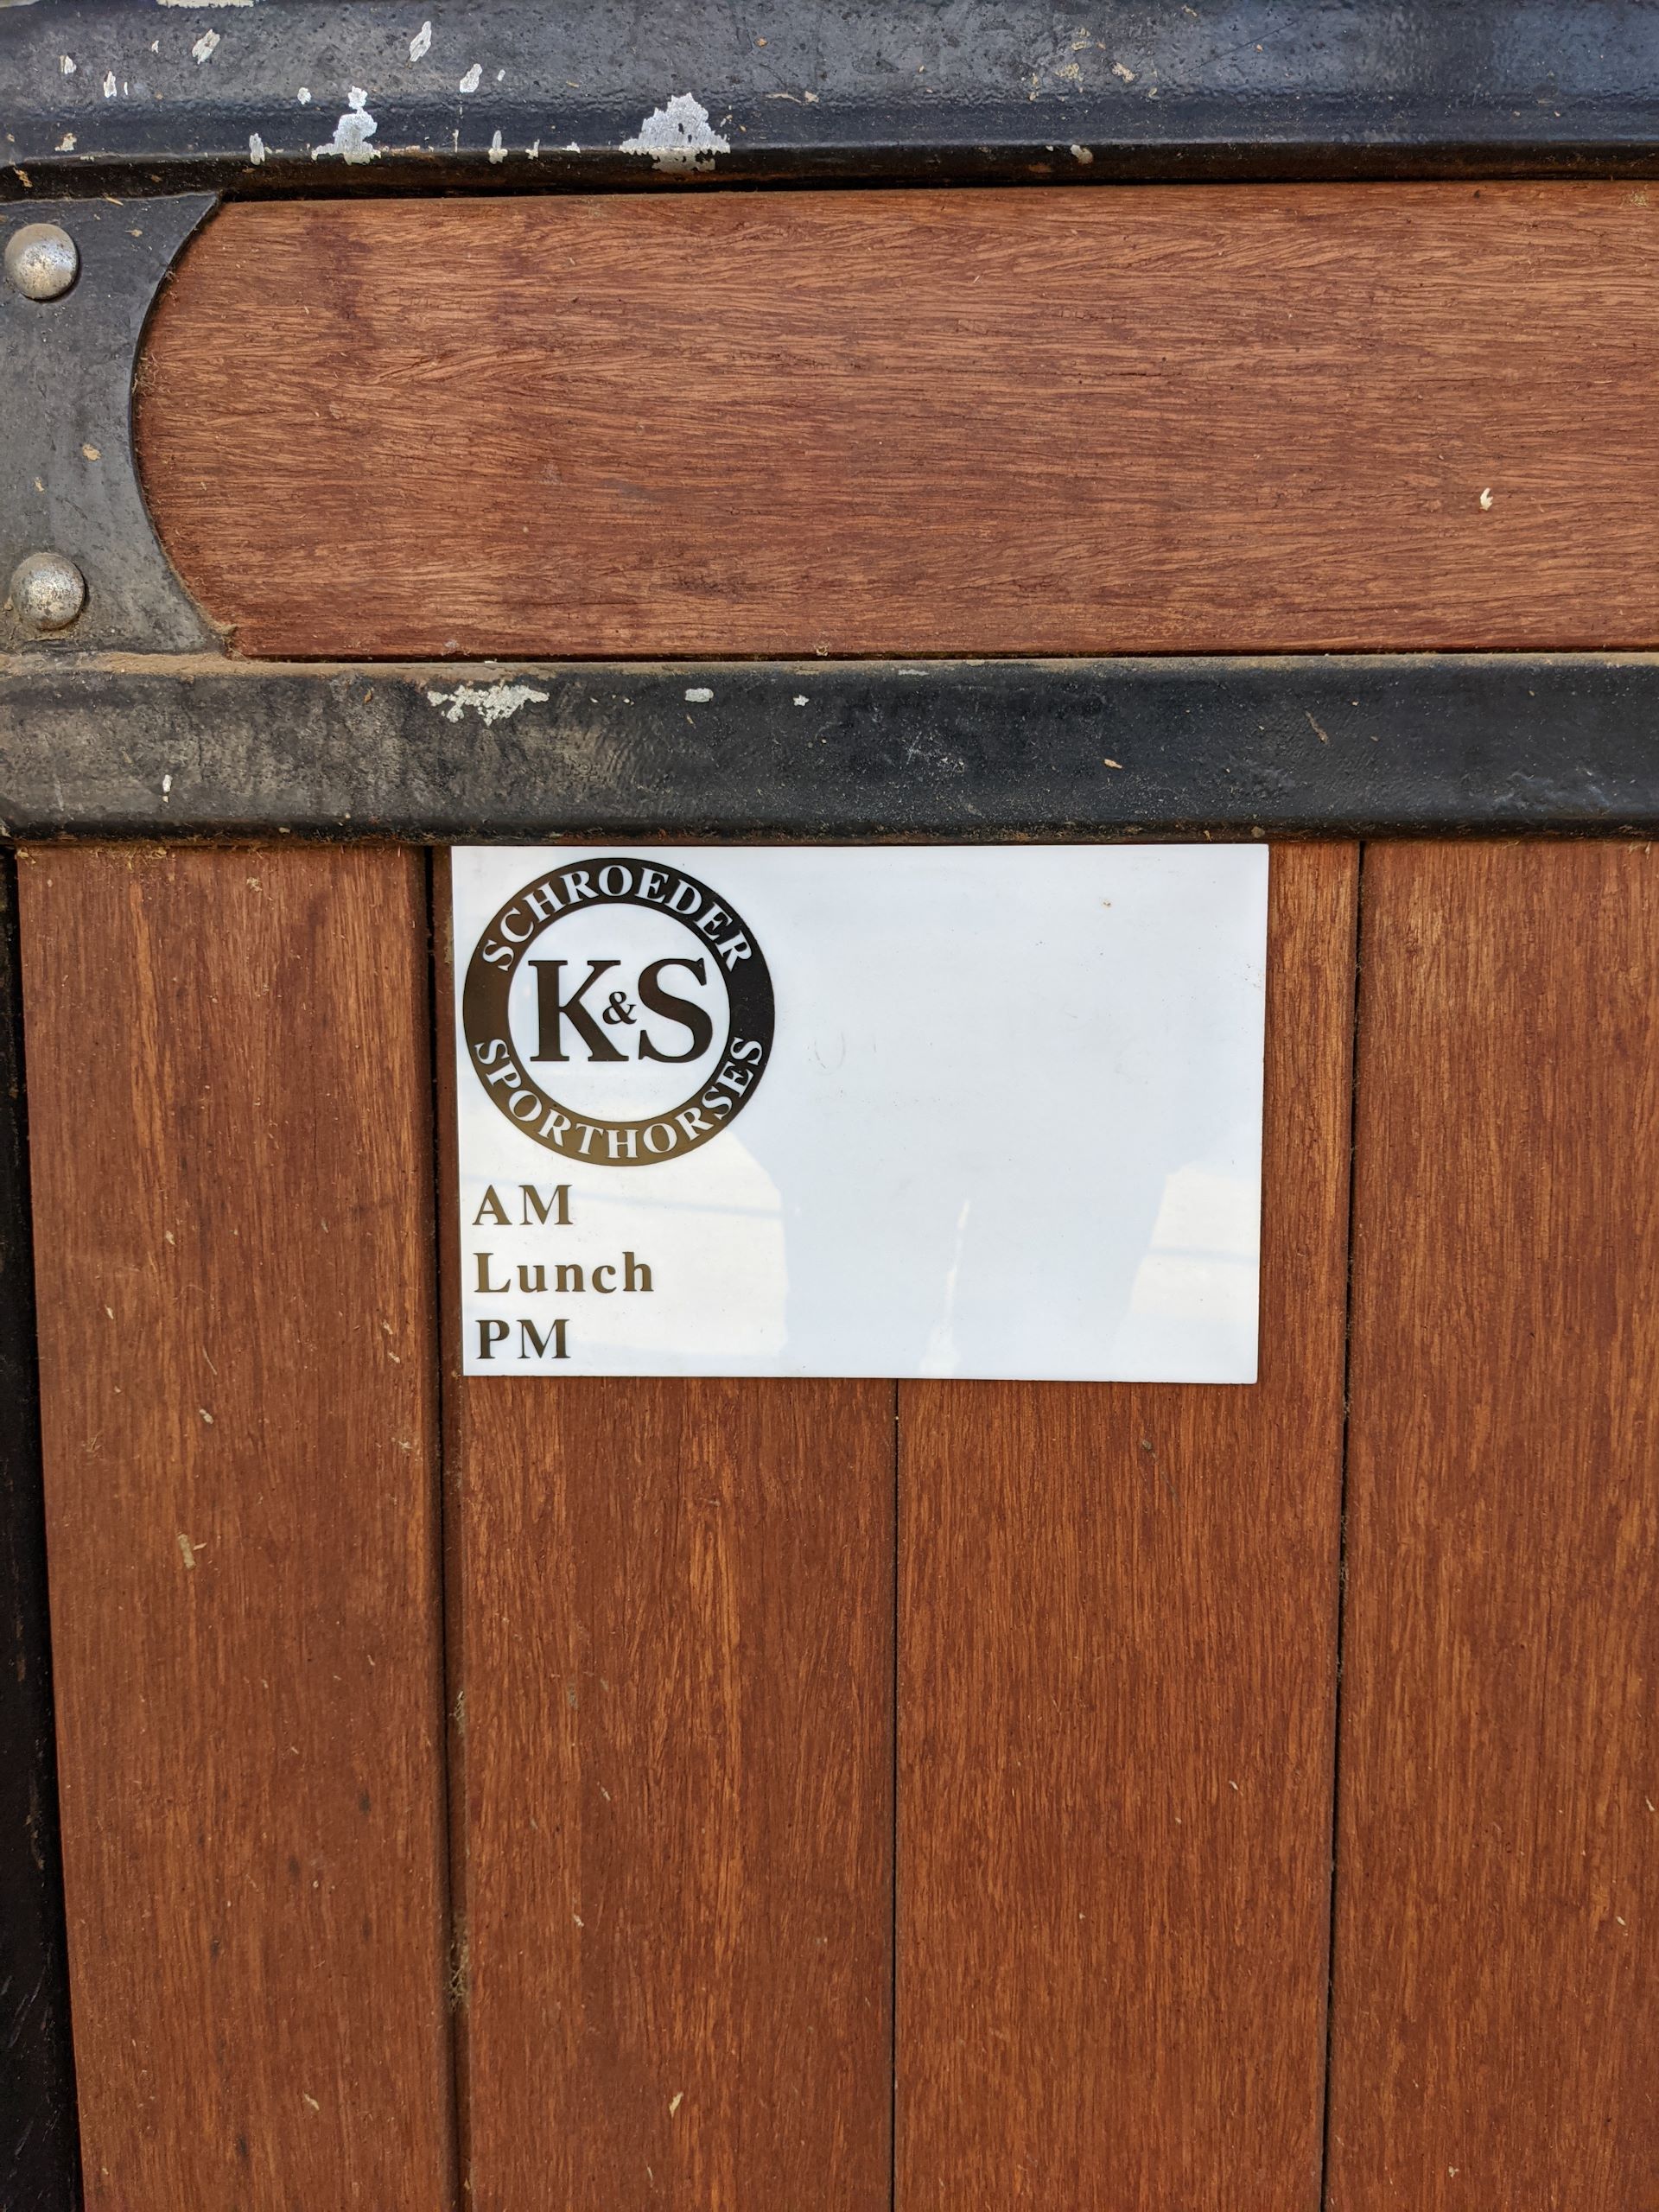 SCHROEDER
K&S
SPORTHORSES
AM
Lunch
PM